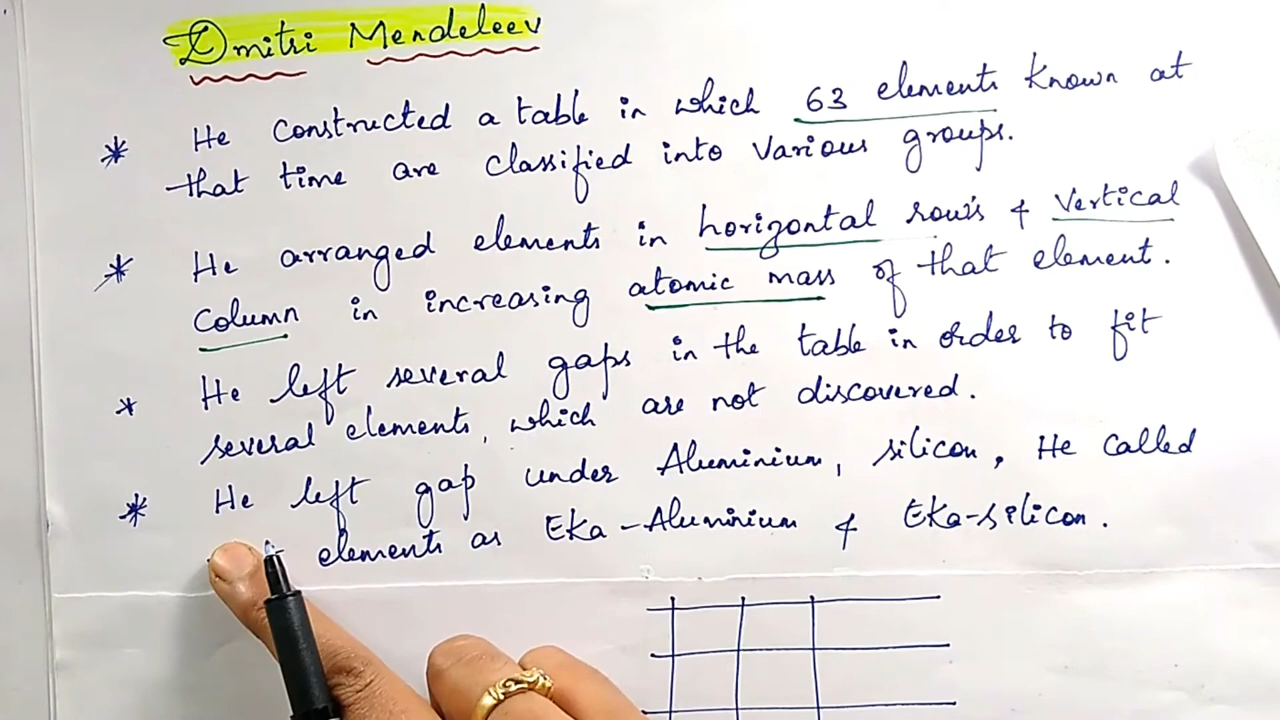 Dmitri Mendeleev
* He constructed a table in which 63 elements known at
that time are classified into various groups.
* He arranged elements in horizontal rows & vertical
column in increasing atomic mass of that element.
* He left several gaps in the table in order to fit
several elements, which are not discovered.
* He left gap under Aluminium, silicon, He called
elements as Eka-Aluminium & Eka-silicon.